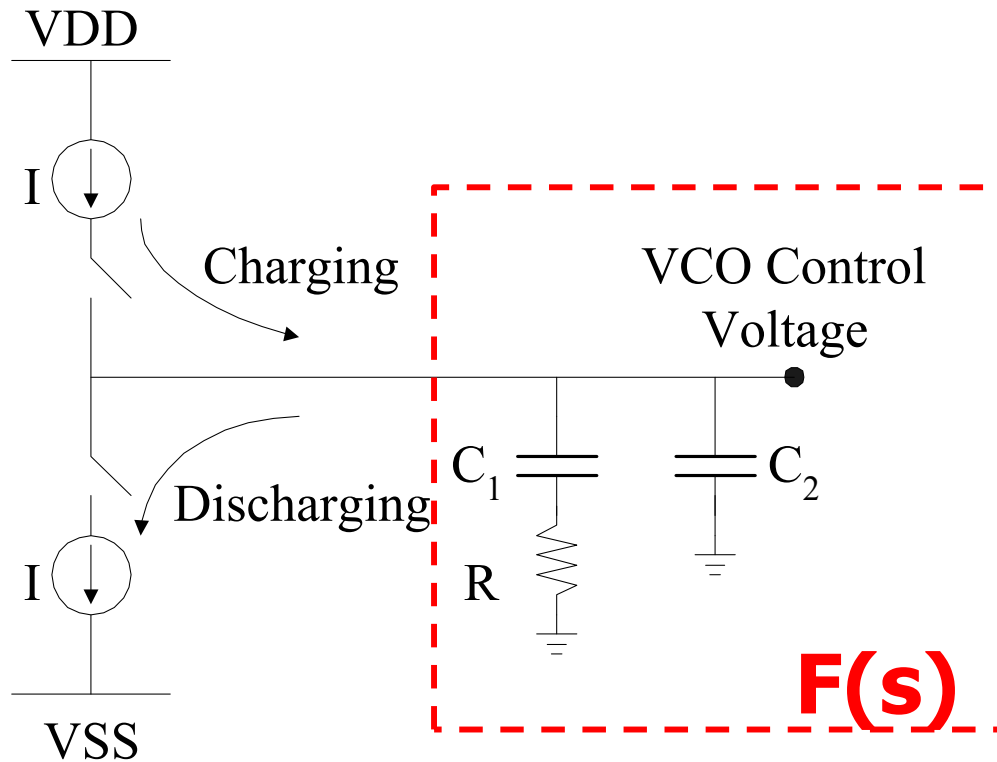 VDD
I
Charging
VCO Control
Voltage
C1
C2
Discharging
I
R
F(s)
VSS